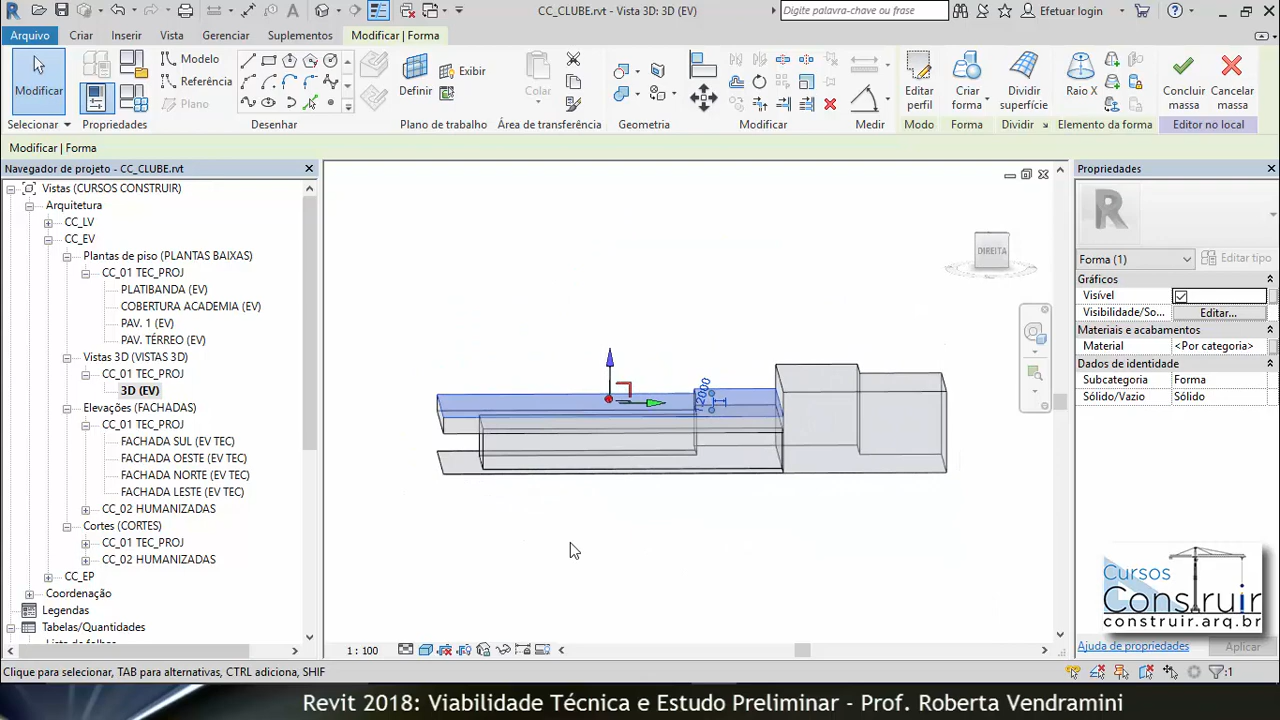 CC_CLUBE.rvt - Vista 3D: 3D (EV)
Digite palavra-chave ou frase
Efetuar login
Arquivo
Criar
Inserir
Vista
Gerenciar
Suplementos
Modificar | Forma
Modificar
Modelo
Referência
Plano
Exibir
Definir
Colar
Editar perfil
Criar forma
Dividir superfície
Raio X
Concluir massa
Cancelar massa
Selecionar
Propriedades
Desenhar
Plano de trabalho
Área de transferência
Geometria
Modificar
Medir
Modo
Forma
Dividir
Elemento da forma
Editor no local
Modificar | Forma
Navegador de projeto - CC_CLUBE.rvt
Vistas (CURSOS CONSTRUIR)
Arquitetura
CC_LV
CC_EV
Plantas de piso (PLANTAS BAIXAS)
CC_01 TEC_PROJ
PLATIBANDA (EV)
COBERTURA ACADEMIA (EV)
PAV. 1 (EV)
PAV. TÉRREO (EV)
Vistas 3D (VISTAS 3D)
CC_01 TEC_PROJ
3D (EV)
Elevações (FACHADAS)
CC_01 TEC_PROJ
FACHADA SUL (EV TEC)
FACHADA OESTE (EV TEC)
FACHADA NORTE (EV TEC)
FACHADA LESTE (EV TEC)
CC_02 HUMANIZADAS
Cortes (CORTES)
CC_01 TEC_PROJ
CC_02 HUMANIZADAS
CC_EP
Coordenação
Legendas
Tabelas/Quantidades
DIREITA
1.2000
Propriedades
R
Forma (1)
Editar tipo
Gráficos
Visível
Visibilidade/So...
Editar...
Materiais e acabamentos
Material
<Por categoria>
Dados de identidade
Subcategoria
Forma
Sólido/Vazio
Sólido
Cursos
Construir
construir.arq.br
Ajuda de propriedades
Aplicar
1 : 100
Clique para selecionar, TAB para alternativas, CTRL adiciona, SHIF
:1
Revit 2018: Viabilidade Técnica e Estudo Preliminar - Prof. Roberta Vendramini